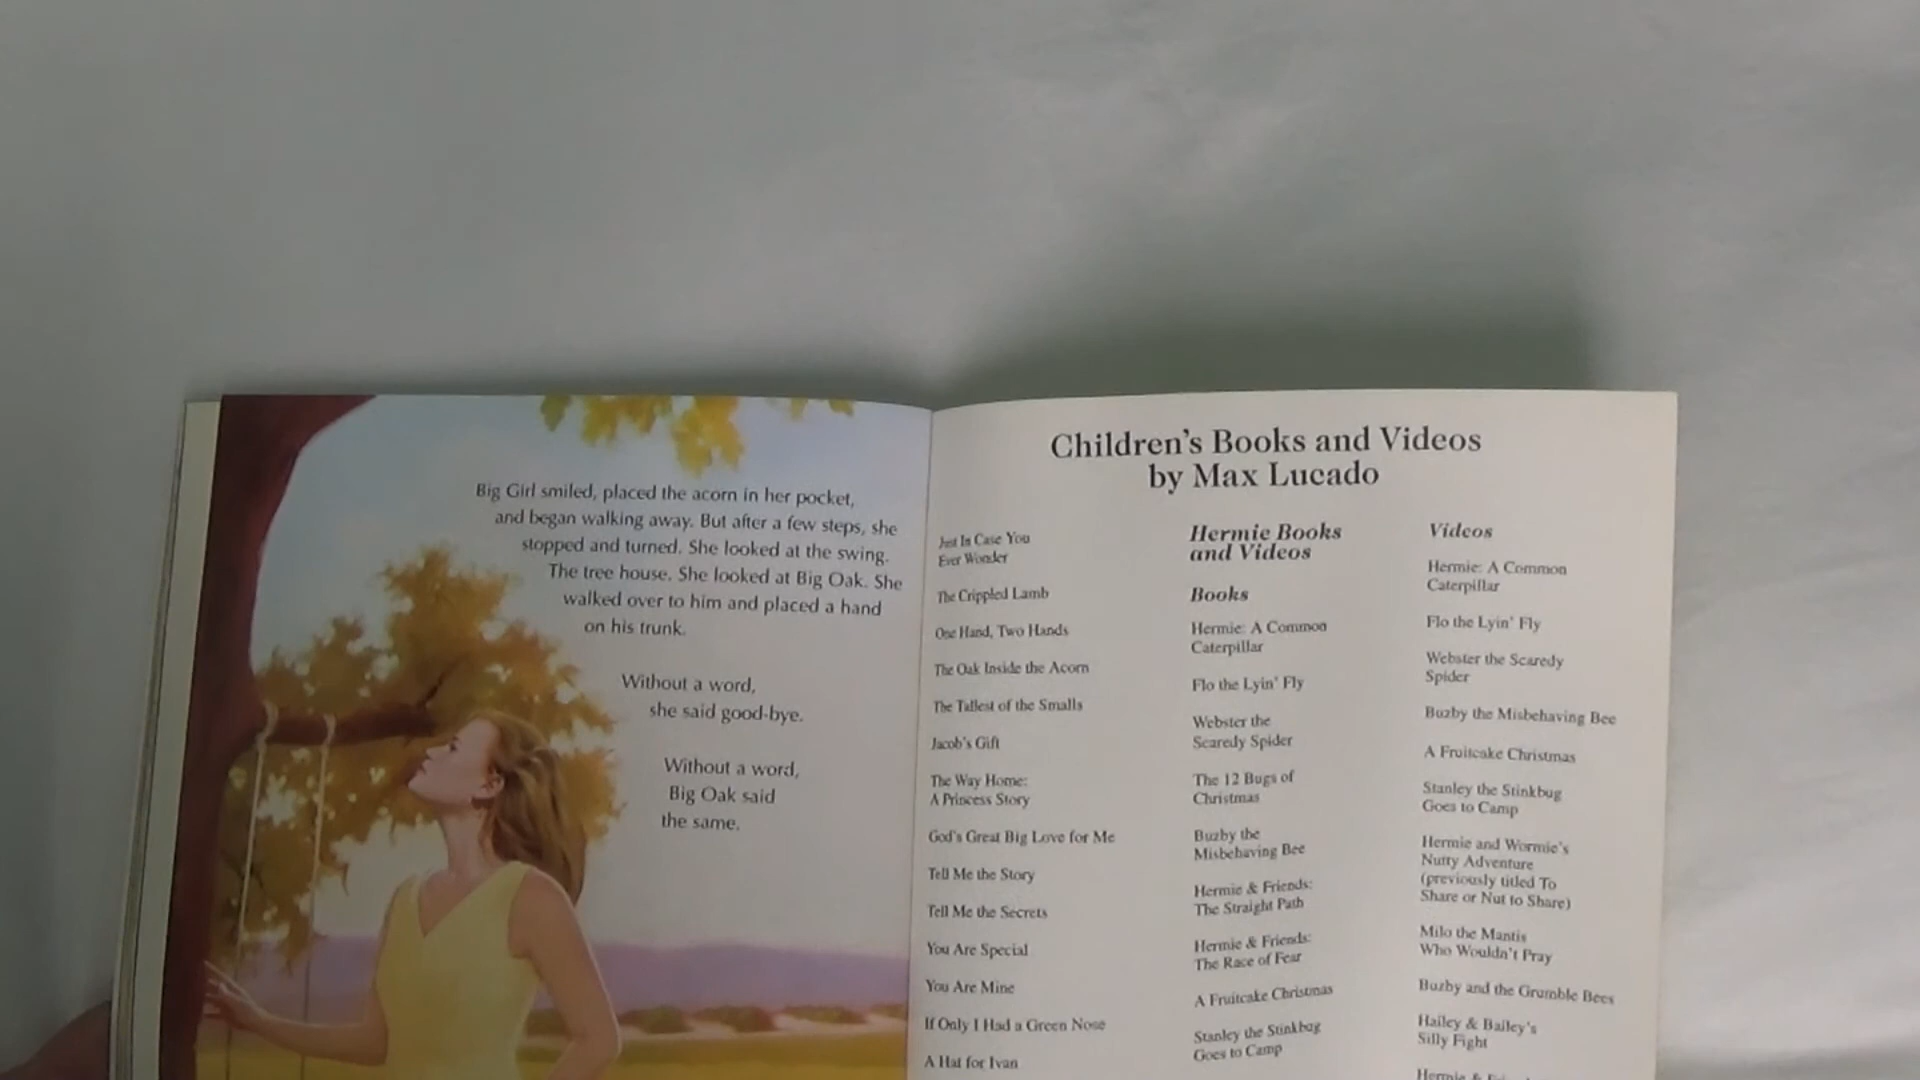 Big Girl smiled, placed the acorn in her pocket,
and began walking away. But after a few steps, she
stopped and turned. She looked at the swing.
The tree house. She looked at Big Oak. She
walked over to him and placed a hand
on his trunk.
Without a word,
she said good-bye.
Without a word,
Big Oak said
the same.
Children's Books and Videos
by Max Lucado
Just In Case You
Ever Wonder
The Crippled Lamb
One Hand, Two Hands
The Oak Inside the Acorn
The Tallest of the Smalls
Jacob's Gift
The Way Home:
A Princess Story
God's Great Big Love for Me
Tell Me the Story
Tell Me the Secrets
You Are Special
You Are Mine
If Only I Had a Green Nose
A Hat for Ivan
Hermie Books
and Videos
Books
Hermie: A Common
Caterpillar
Flo the Lyin' Fly
Webster the
Scaredy Spider
The 12 Bugs of
Christmas
Buzby the
Misbehaving Bee
Hermie & Friends:
The Straight Path
Hermie & Friends:
The Race of Fear
A Fruitcake Christmas
Stanley the Stinkbug
Goes to Camp
Videos
Hermie: A Common
Caterpillar
Flo the Lyin' Fly
Webster the Scaredy
Spider
Buzby the Misbehaving Bee
A Fruitcake Christmas
Stanley the Stinkbug
Goes to Camp
Hermie and Wormie's
Nutty Adventure
(previously titled To
Share or Nut to Share)
Milo the Mantis
Who Wouldn't Pray
Buzby and the Grumble Bees
Hailey & Bailey's
Silly Fight
Hermie &